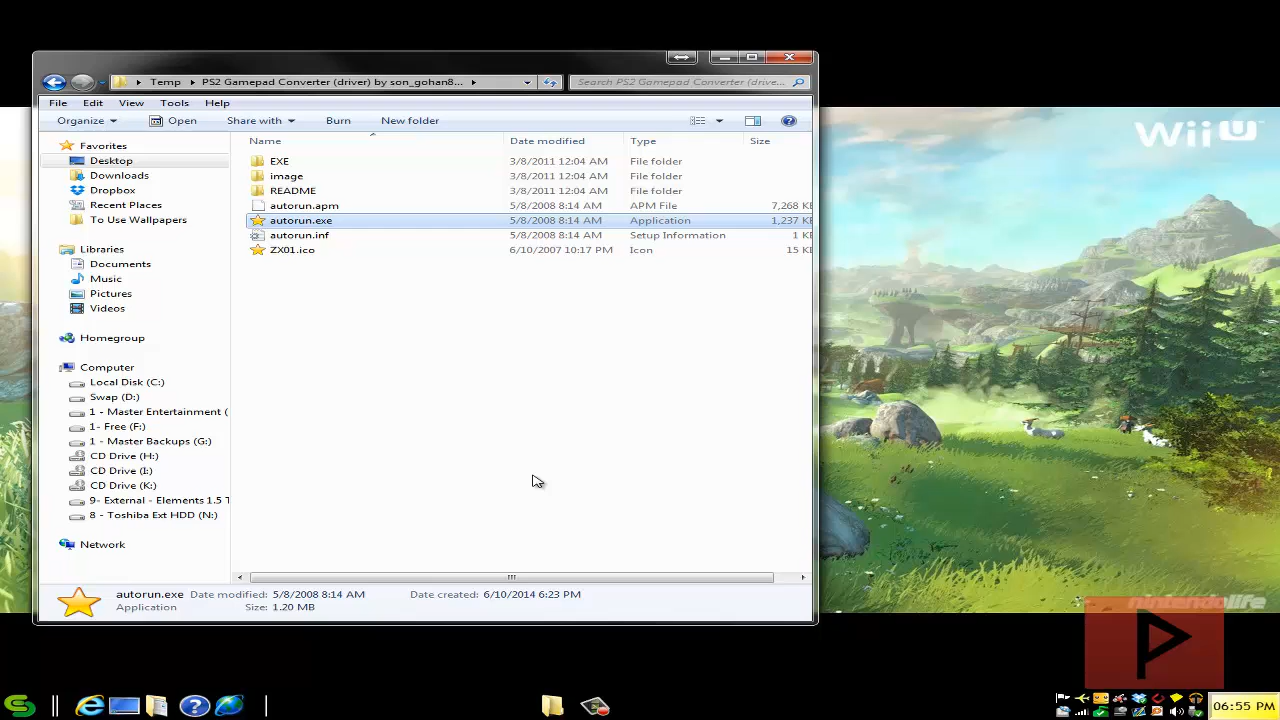 Temp ▸ PS2 Gamepad Converter (driver) by son_gohan8... ▸
Search PS2 Gamepad Converter (drive...
File Edit View Tools Help
Organize Open Share with Burn New folder
Name Date modified Type Size
Favorites
Desktop
Downloads
Dropbox
Recent Places
To Use Wallpapers
Libraries
Documents
Music
Pictures
Videos
Homegroup
Computer
Local Disk (C:)
Swap (D:)
1 - Master Entertainment (
1- Free (F:)
1 - Master Backups (G:)
CD Drive (H:)
CD Drive (I:)
CD Drive (K:)
9- External - Elements 1.5 T
8 - Toshiba Ext HDD (N:)
Network
EXE 3/8/2011 12:04 AM File folder
image 3/8/2011 12:04 AM File folder
README 3/8/2011 12:04 AM File folder
autorun.apm 5/8/2008 8:14 AM APM File 7,268 KB
autorun.exe 5/8/2008 8:14 AM Application 1,237 KB
autorun.inf 5/8/2008 8:14 AM Setup Information 1 KB
ZX01.ico 6/10/2007 10:17 PM Icon 15 KB
autorun.exe Date modified: 5/8/2008 8:14 AM Date created: 6/10/2014 6:23 PM
Application Size: 1.20 MB
Wii U
nintendolife
P
06:55 PM